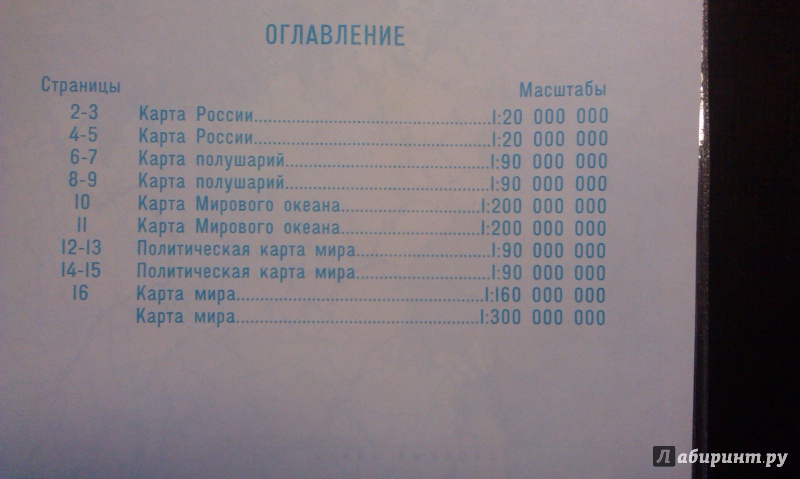 ОГЛАВЛЕНИЕ
Страницы Масштабы
2-3 Карта России 1:20 000 000
4-5 Карта России 1:20 000 000
6-7 Карта полушарий 1:90 000 000
8-9 Карта полушарий 1:90 000 000
10 Карта Мирового океана 1:200 000 000
11 Карта Мирового океана 1:200 000 000
12-13 Политическая карта мира 1:90 000 000
14-15 Политическая карта мира 1:90 000 000
16 Карта мира 1:160 000 000
Карта мира 1:300 000 000
Лабиринт.ру